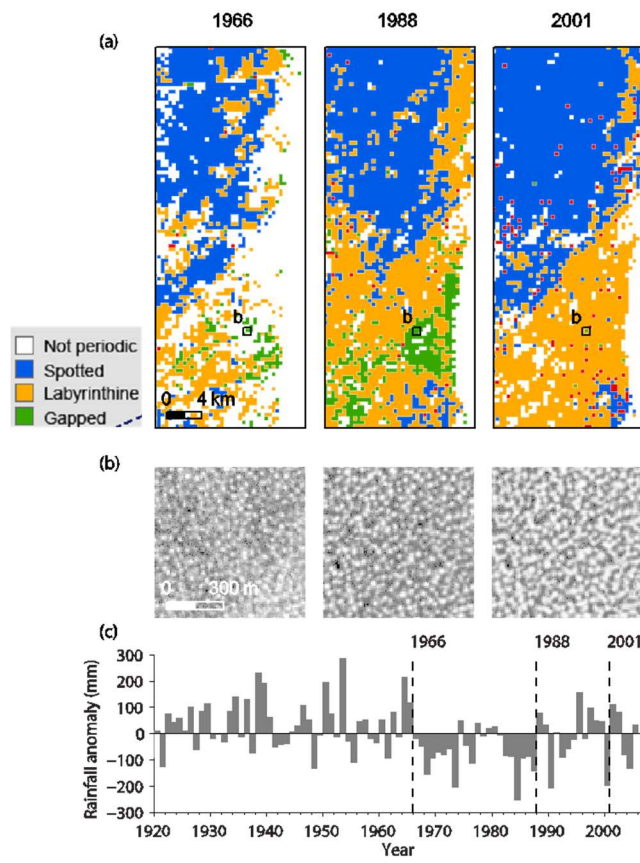 1966 1988 2001
(a)
b b b
Not periodic
Spotted
Labyrinthine
Gapped
0 4 km
(b)
0 300 m
(c)
1966 1988 2001
300
200
100
0
−100
−200
−300
Rainfall anomaly (mm)
1920 1930 1940 1950 1960 1970 1980 1990 2000
Year